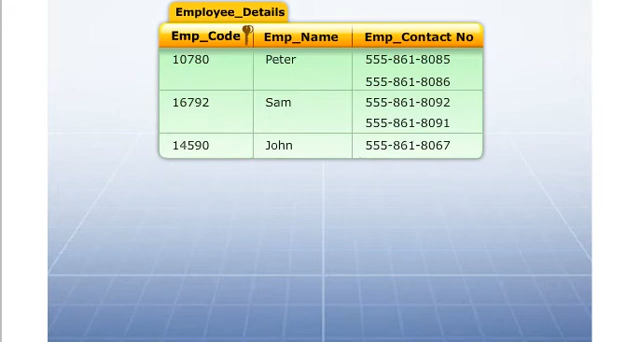 Employee_Details
Emp_Code Emp_Name Emp_Contact No
10780 Peter 555-861-8085
555-861-8086
16792 Sam 555-861-8092
555-861-8091
14590 John 555-861-8067